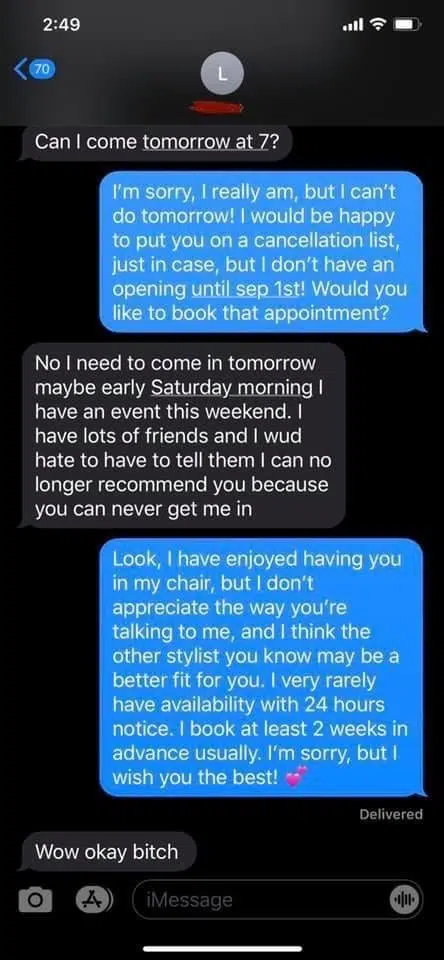 2:49
70
L
Can I come tomorrow at 7?
I'm sorry, I really am, but I can't
do tomorrow! I would be happy
to put you on a cancellation list,
just in case, but I don't have an
opening until sep 1st! Would you
like to book that appointment?
No I need to come in tomorrow
maybe early Saturday morning I
have an event this weekend. I
have lots of friends and I wud
hate to have to tell them I can no
longer recommend you because
you can never get me in
Look, I have enjoyed having you
in my chair, but I don't
appreciate the way you're
talking to me, and I think the
other stylist you know may be a
better fit for you. I very rarely
have availability with 24 hours
notice. I book at least 2 weeks in
advance usually. I'm sorry, but I
wish you the best! 💞
Delivered
Wow okay bitch
iMessage